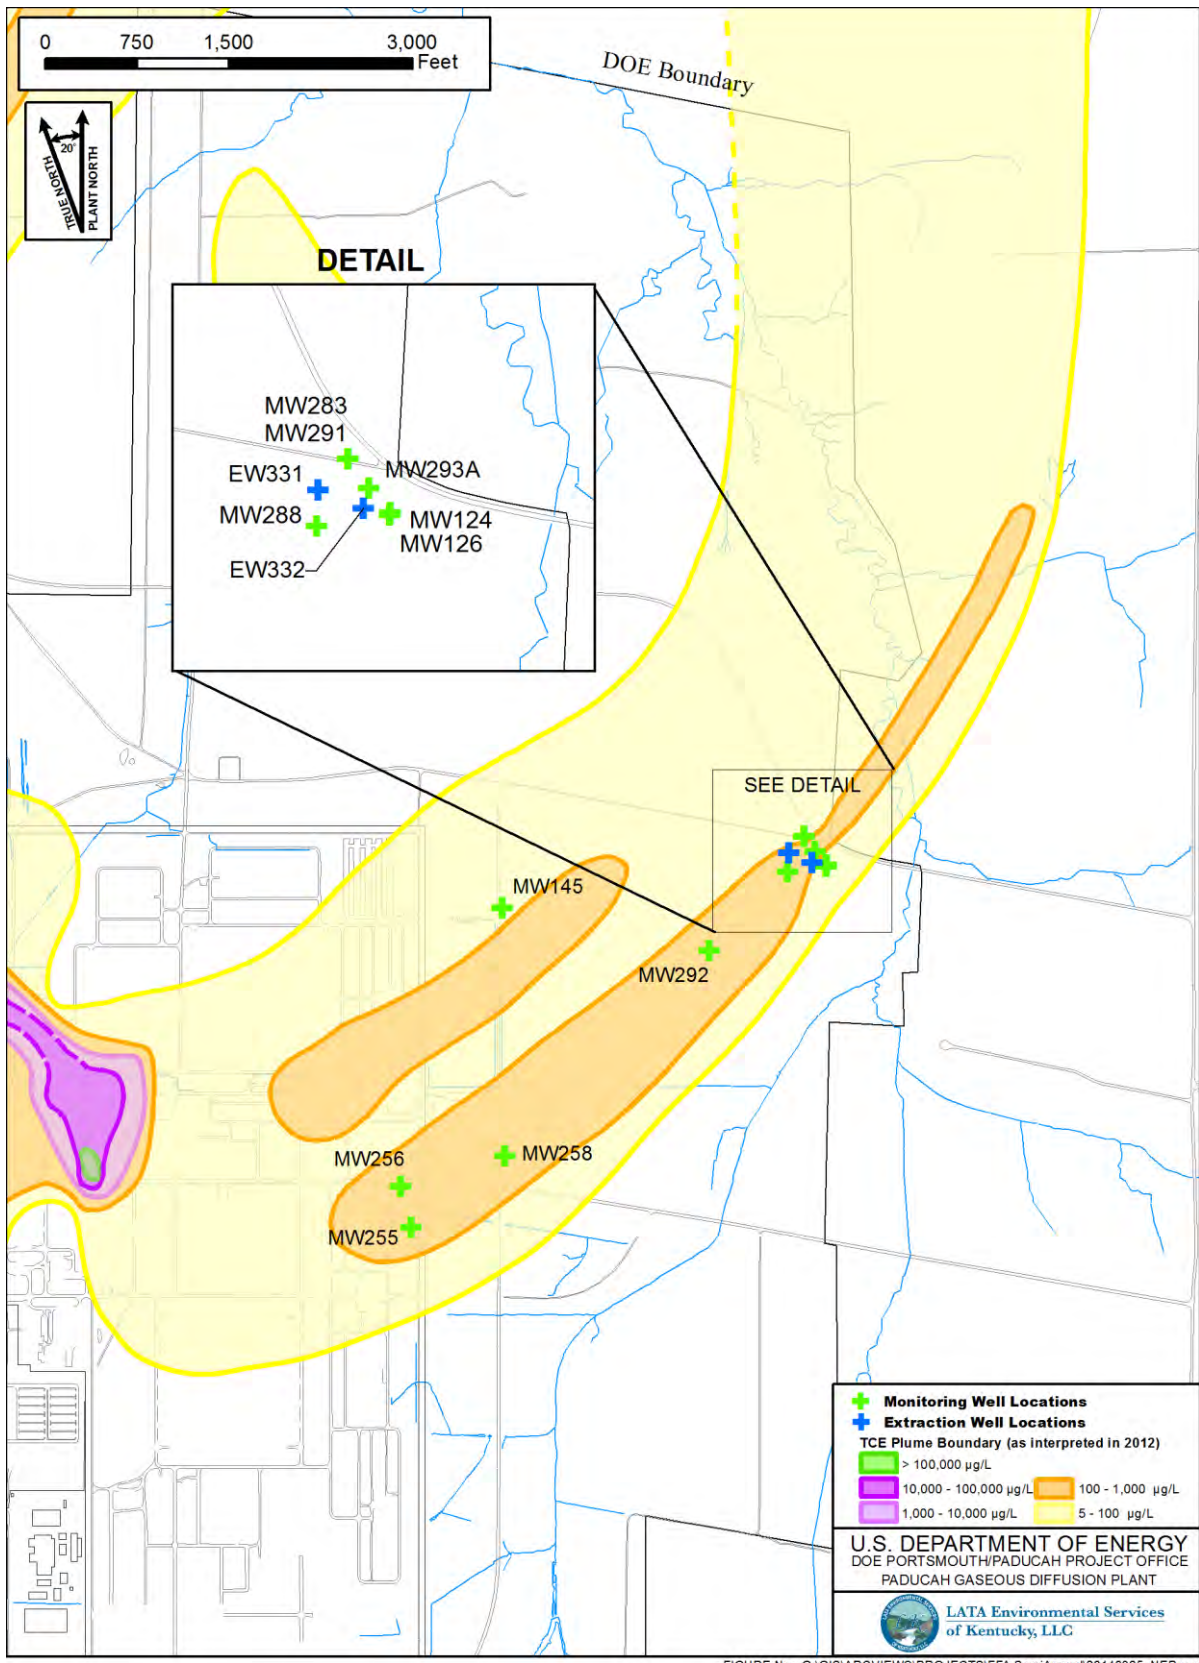 0 750 1,500 3,000
Feet
DOE Boundary
TRUE NORTH
20°
PLANT NORTH
DETAIL
MW283
MW291
MW293A
EW331
MW288
MW124
MW126
EW332
SEE DETAIL
MW145
MW292
MW256
MW258
MW255
Monitoring Well Locations
Extraction Well Locations
TCE Plume Boundary (as interpreted in 2012)
> 100,000 µg/L
10,000 - 100,000 µg/L
100 - 1,000 µg/L
1,000 - 10,000 µg/L
5 - 100 µg/L
U.S. DEPARTMENT OF ENERGY
DOE PORTSMOUTH/PADUCAH PROJECT OFFICE
PADUCAH GASEOUS DIFFUSION PLANT
LATA Environmental Services
of Kentucky, LLC